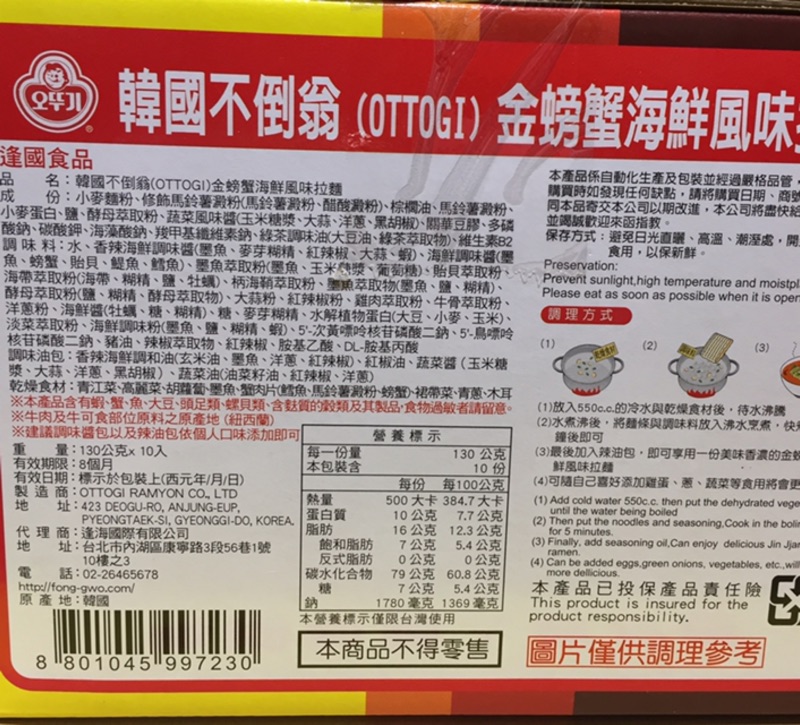 오뚜기
韓國不倒翁(OTTOGI)金螃蟹海鮮風味
逢國食品
品 名：韓國不倒翁(OTTOGI)金螃蟹海鮮風味拉麵
成 份：小麥麵粉、修飾馬鈴薯澱粉(馬鈴薯澱粉、醋酸澱粉)、棕櫚油、馬鈴薯澱粉、
小麥蛋白、鹽、酵母萃取粉、蔬菜風味醬(玉米糖漿、大蒜、洋蔥、黑胡椒)、關華豆膠、多磷
酸鈉、碳酸鉀、海藻酸鈉、羧甲基纖維素鈉、綠茶調味油(大豆油、綠茶萃取物)、維生素B2
調味料：水、香辣海鮮調味醬(墨魚、麥芽糊精、紅辣椒、大蒜、蝦)、海鮮調味醬(墨
魚、螃蟹、貽貝、鯷魚、鱈魚)、墨魚萃取粉(墨魚、玉米糖漿、葡萄糖)、貽貝萃取粉、
海帶萃取粉(海帶、糊精、鹽、牡蠣)、柄海鞘萃取粉、墨魚萃取物(墨魚、鹽、糊精)、
酵母萃取粉(鹽、糊精、酵母萃取物)、大蒜粉、紅辣椒粉、雞肉萃取粉、牛骨萃取粉、
洋蔥粉、海鮮醬(牡蠣、糖、糊精)、糖、麥芽糊精、水解植物蛋白(大豆、小麥、玉米)、
淡菜萃取粉、海鮮調味粉(墨魚、鹽、糊精、蝦)、5'-次黃嘌呤核苷磷酸二鈉、5'-鳥嘌呤
核苷磷酸二鈉、豬油、辣椒萃取物、紅辣椒、胺基乙酸、DL-胺基丙酸
調味油包：香辣海鮮調和油(玄米油、墨魚、洋蔥、紅辣椒)、紅椒油、蔬菜醬(玉米糖
漿、大蒜、洋蔥、黑胡椒)、蔬菜油(油菜籽油、紅辣椒、洋蔥)
乾燥食材：青江菜、高麗菜、胡蘿蔔、墨魚、蟹肉片(鱈魚、馬鈴薯澱粉、螃蟹)、裙帶菜、青蔥、木耳
※本產品含有蝦、蟹、魚、大豆、頭足類、螺貝類、含麩質的穀類及其製品，食物過敏者請留意。
※牛肉及牛可食部位原料之原產地(紐西蘭)
※建議調味醬包以及辣油包依個人口味添加即可
重 量：130公克x 10入
有效期限：8個月
有效日期：標示於包裝上(西元年/月/日)
製造商：OTTOGI RAMYON CO., LTD
地 址：423 DEOGU-RO, ANJUNG-EUP,
PYEONGTAEK-SI, GYEONGGI-DO, KOREA.
代理商：逢海國際有限公司
地 址：台北市內湖區康寧路3段56巷1號
10樓之3
電 話：02-26465678
http://fong-gwo.com/
原產地：韓國
8 801045 997230
營養標示
每一份量 130 公克
本包裝含 10 份
每份 每100公克
熱量 500 大卡 384.7 大卡
蛋白質 10 公克 7.7 公克
脂肪 16 公克 12.3 公克
飽和脂肪 7 公克 5.4 公克
反式脂肪 0 公克 0 公克
碳水化合物 79 公克 60.8 公克
糖 7 公克 5.4 公克
鈉 1780 毫克 1369 毫克
本營養標示僅限台灣使用
本商品不得零售
本產品係自動化生產及包裝並經過嚴格品管，
購買時如發現任何缺點，請將購買日期、商號
同本品寄交本公司以期改進，本公司將盡快給
並竭誠歡迎來函指教。
保存方式：避免日光直曬、高溫、潮溼處，開
食用，以保新鮮。
Preservation:
Prevent sunlight,high temperature and moistpl
Please eat as soon as possible when it is open
調理方式
(1)
(2)
(3)
(1)放入550c.c.的冷水與乾燥食材後，待水沸騰
(2)水煮沸後，將麵條與調味料放入沸水烹煮，快
鐘後即可
(3)最後加入辣油包，即可享用一份美味香濃的金螃
鮮風味拉麵
(4)可隨自己喜好添加雞蛋、蔥、蔬菜等食用將會更
(1) Add cold water 550c.c. then put the dehydrated vege
until the water being boiled
(2) Then put the noodles and seasoning,Cook in the boli
for 5 minutes.
(3) Finally, add seasoning oil,Can enjoy delicious Jin Jjar
ramen.
(4) Can be added eggs,green onions, vegetables, etc.,will
more dellicious.
本產品已投保產品責任險
This product is insured for the
product responsibility.
圖片僅供調理參考